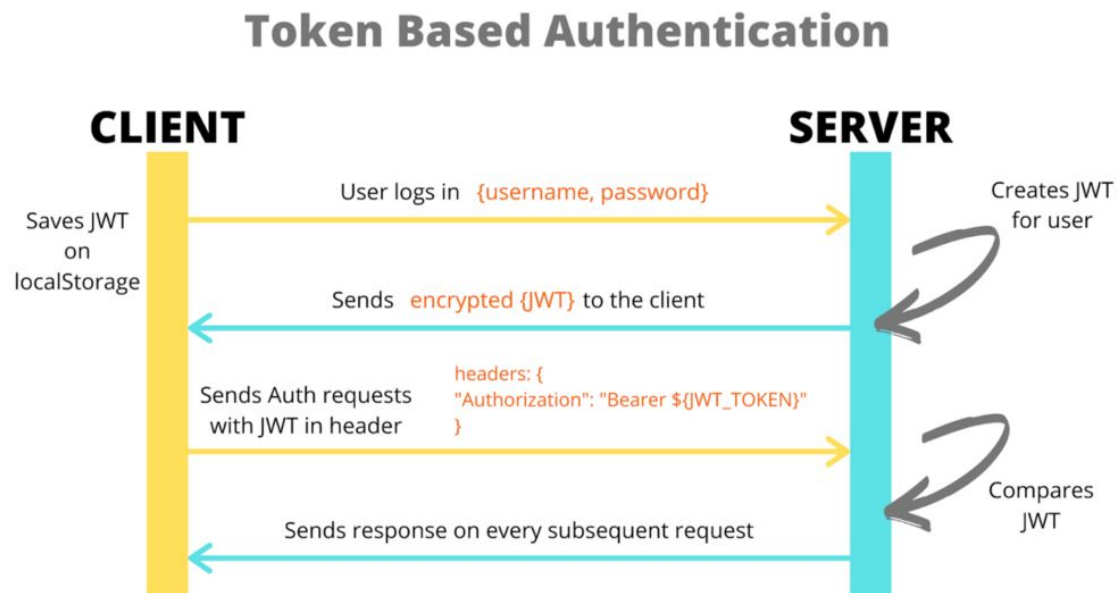 Token Based Authentication
CLIENT
SERVER
User logs in {username, password}
Creates JWT
for user
Saves JWT
on
localStorage
Sends encrypted {JWT} to the client
Sends Auth requests
with JWT in header
headers: {
"Authorization": "Bearer ${JWT_TOKEN}"
}
Compares
JWT
Sends response on every subsequent request